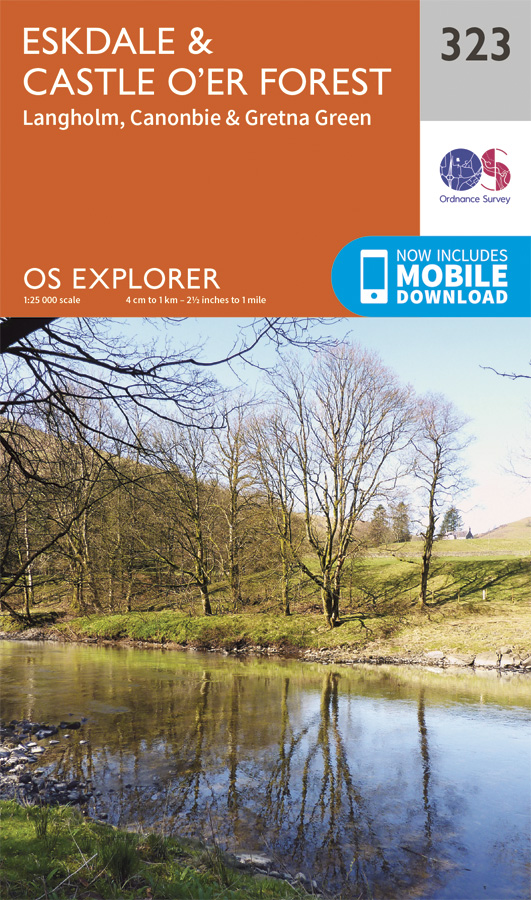 ESKDALE &
CASTLE O'ER FOREST
Langholm, Canonbie & Gretna Green
323
OS
Ordnance Survey
NOW INCLUDES
MOBILE
DOWNLOAD
OS EXPLORER
1:25 000 scale 4 cm to 1 km – 2½ inches to 1 mile